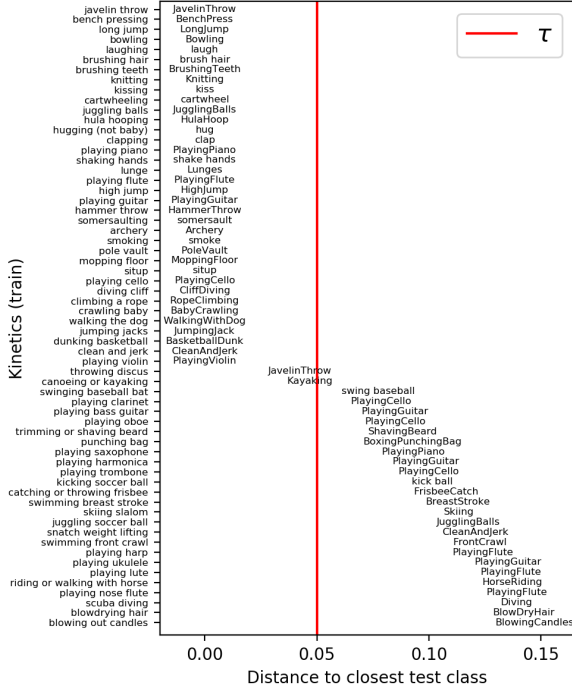 javelin throw JavelinThrow
bench pressing BenchPress
long jump LongJump
bowling Bowling
laughing laugh
brushing hair brush hair
brushing teeth BrushingTeeth
knitting Knitting
kissing kiss
cartwheeling cartwheel
juggling balls JugglingBalls
hula hooping HulaHoop
hugging (not baby) hug
clapping clap
playing piano PlayingPiano
shaking hands shake hands
lunge Lunges
playing flute PlayingFlute
high jump HighJump
playing guitar PlayingGuitar
hammer throw HammerThrow
somersaulting somersault
archery Archery
smoking smoke
pole vault PoleVault
mopping floor MoppingFloor
situp situp
playing cello PlayingCello
diving cliff CliffDiving
climbing a rope RopeClimbing
crawling baby BabyCrawling
walking the dog WalkingWithDog
jumping jacks JumpingJack
dunking basketball BasketballDunk
clean and jerk CleanAndJerk
playing violin PlayingViolin
throwing discus JavelinThrow
canoeing or kayaking Kayaking
swinging baseball bat swing baseball
playing clarinet PlayingCello
playing bass guitar PlayingGuitar
playing oboe PlayingCello
trimming or shaving beard ShavingBeard
punching bag BoxingPunchingBag
playing saxophone PlayingPiano
playing harmonica PlayingGuitar
playing trombone PlayingCello
kicking soccer ball kick ball
catching or throwing frisbee FrisbeeCatch
swimming breast stroke BreastStroke
skiing slalom Skiing
juggling soccer ball JugglingBalls
snatch weight lifting CleanAndJerk
swimming front crawl FrontCrawl
playing harp PlayingFlute
playing ukulele PlayingGuitar
playing lute PlayingFlute
riding or walking with horse HorseRiding
playing nose flute PlayingFlute
scuba diving Diving
blowdrying hair BlowDryHair
blowing out candles BlowingCandles
τ
Kinetics (train)
0.00 0.05 0.10 0.15
Distance to closest test class